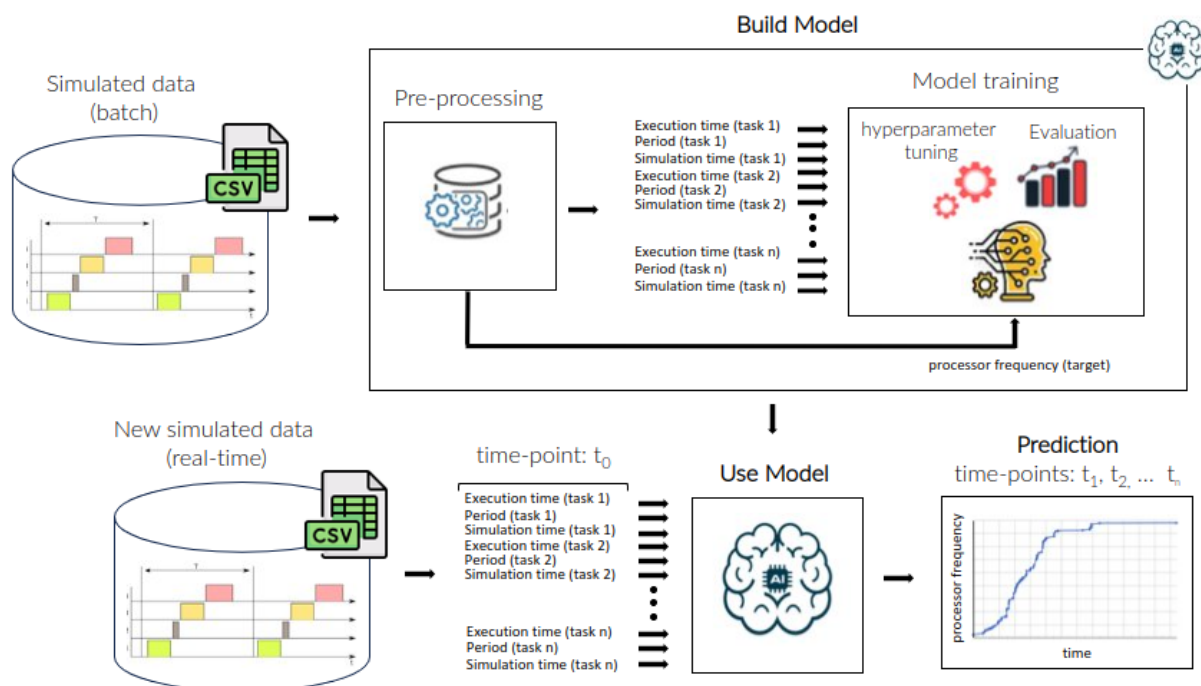 Build Model
Simulated data
(batch)
CSV
T
t
Pre-processing
Execution time (task 1)
Period (task 1)
Simulation time (task 1)
Execution time (task 2)
Period (task 2)
Simulation time (task 2)
Execution time (task n)
Period (task n)
Simulation time (task n)
Model training
hyperparameter
tuning
Evaluation
processor frequency (target)
AI
New simulated data
(real-time)
CSV
T
t
time-point: t0
Execution time (task 1)
Period (task 1)
Simulation time (task 1)
Execution time (task 2)
Period (task 2)
Simulation time (task 2)
Execution time (task n)
Period (task n)
Simulation time (task n)
Use Model
AI
Prediction
time-points: t1, t2, ... tn
processor frequency
time